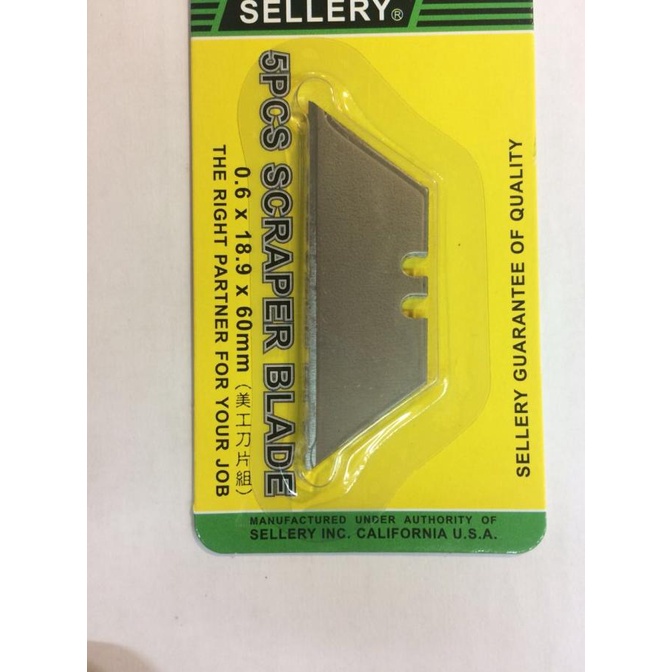 SELLERY®
5PCS SCRAPER BLADE
0.6 x 18.9 x 60mm (美工刀片組)
THE RIGHT PARTNER FOR YOUR JOB
SELLERY GUARANTEE OF QUALITY
MANUFACTURED UNDER AUTHORITY OF
SELLERY INC. CALIFORNIA U.S.A.